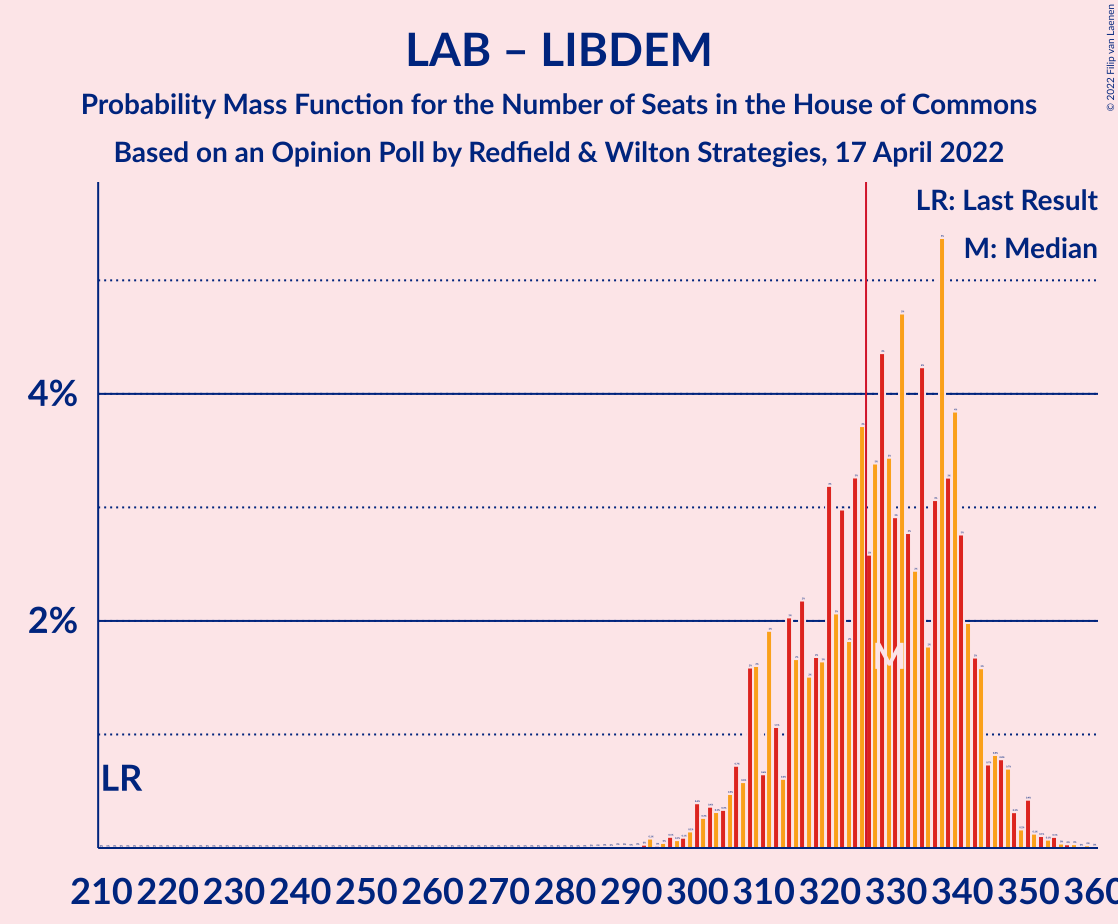 LAB – LIBDEM
Probability Mass Function for the Number of Seats in the House of Commons
Based on an Opinion Poll by Redfield & Wilton Strategies, 17 April 2022
© 2022 Filip van Laenen
LR: Last Result
M: Median
4%
2%
M
LR
210 220 230 240 250 260 270 280 290 300 310 320 330 340 350 360